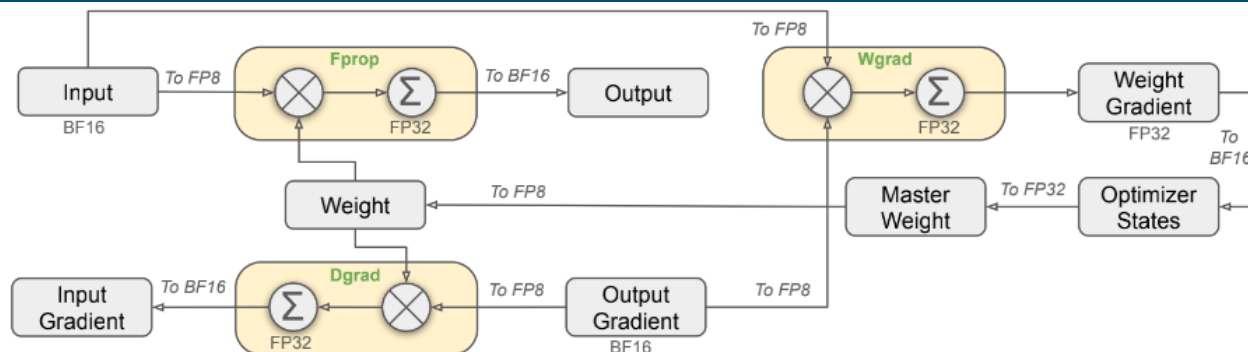 To FP8
Fprop
Wgrad
Input
BF16
To FP8
Σ
FP32
To BF16
Output
Σ
FP32
Weight
Gradient
FP32
To
BF16
Weight
To FP8
Master
Weight
To FP32
Optimizer
States
Input
Gradient
To BF16
Dgrad
Σ
FP32
To FP8
Output
Gradient
BF16
To FP8